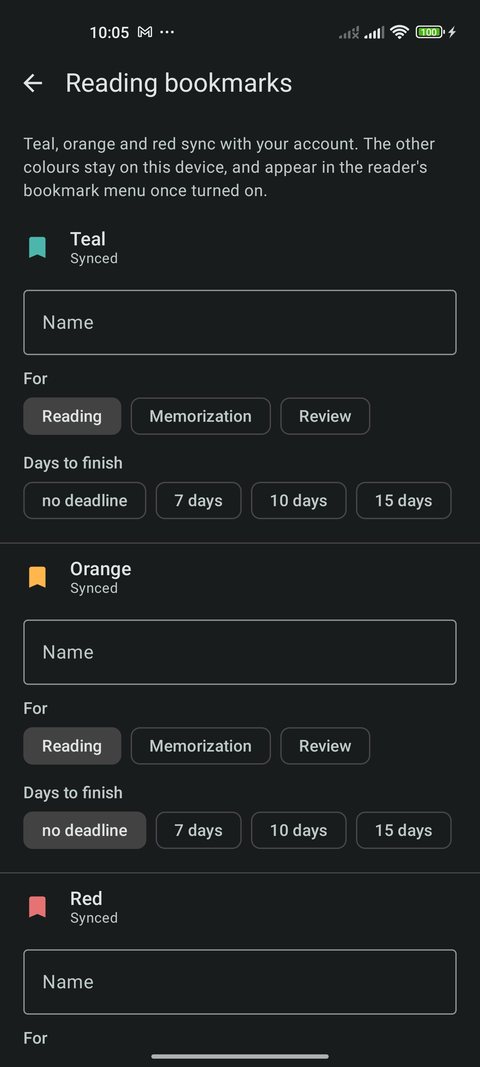 10:05
100
Reading bookmarks
Teal, orange and red sync with your account. The other
colours stay on this device, and appear in the reader's
bookmark menu once turned on.
Teal
Synced
Name
For
Reading Memorization Review
Days to finish
no deadline 7 days 10 days 15 days
Orange
Synced
Name
For
Reading Memorization Review
Days to finish
no deadline 7 days 10 days 15 days
Red
Synced
Name
For